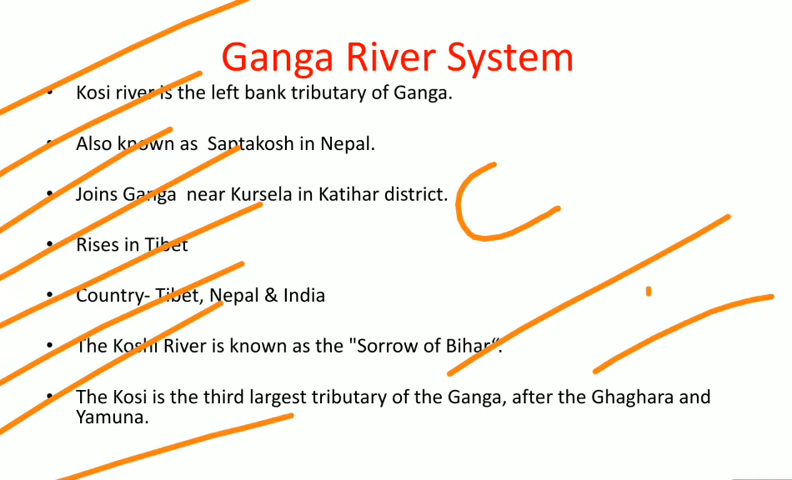 Ganga River System
• Kosi river is the left bank tributary of Ganga.
• Also known as Saptakosh in Nepal.
• Joins Ganga near Kursela in Katihar district.
• Rises in Tibet
• Country- Tibet, Nepal & India
• The Koshi River is known as the "Sorrow of Bihar“.
• The Kosi is the third largest tributary of the Ganga, after the Ghaghara and
Yamuna.